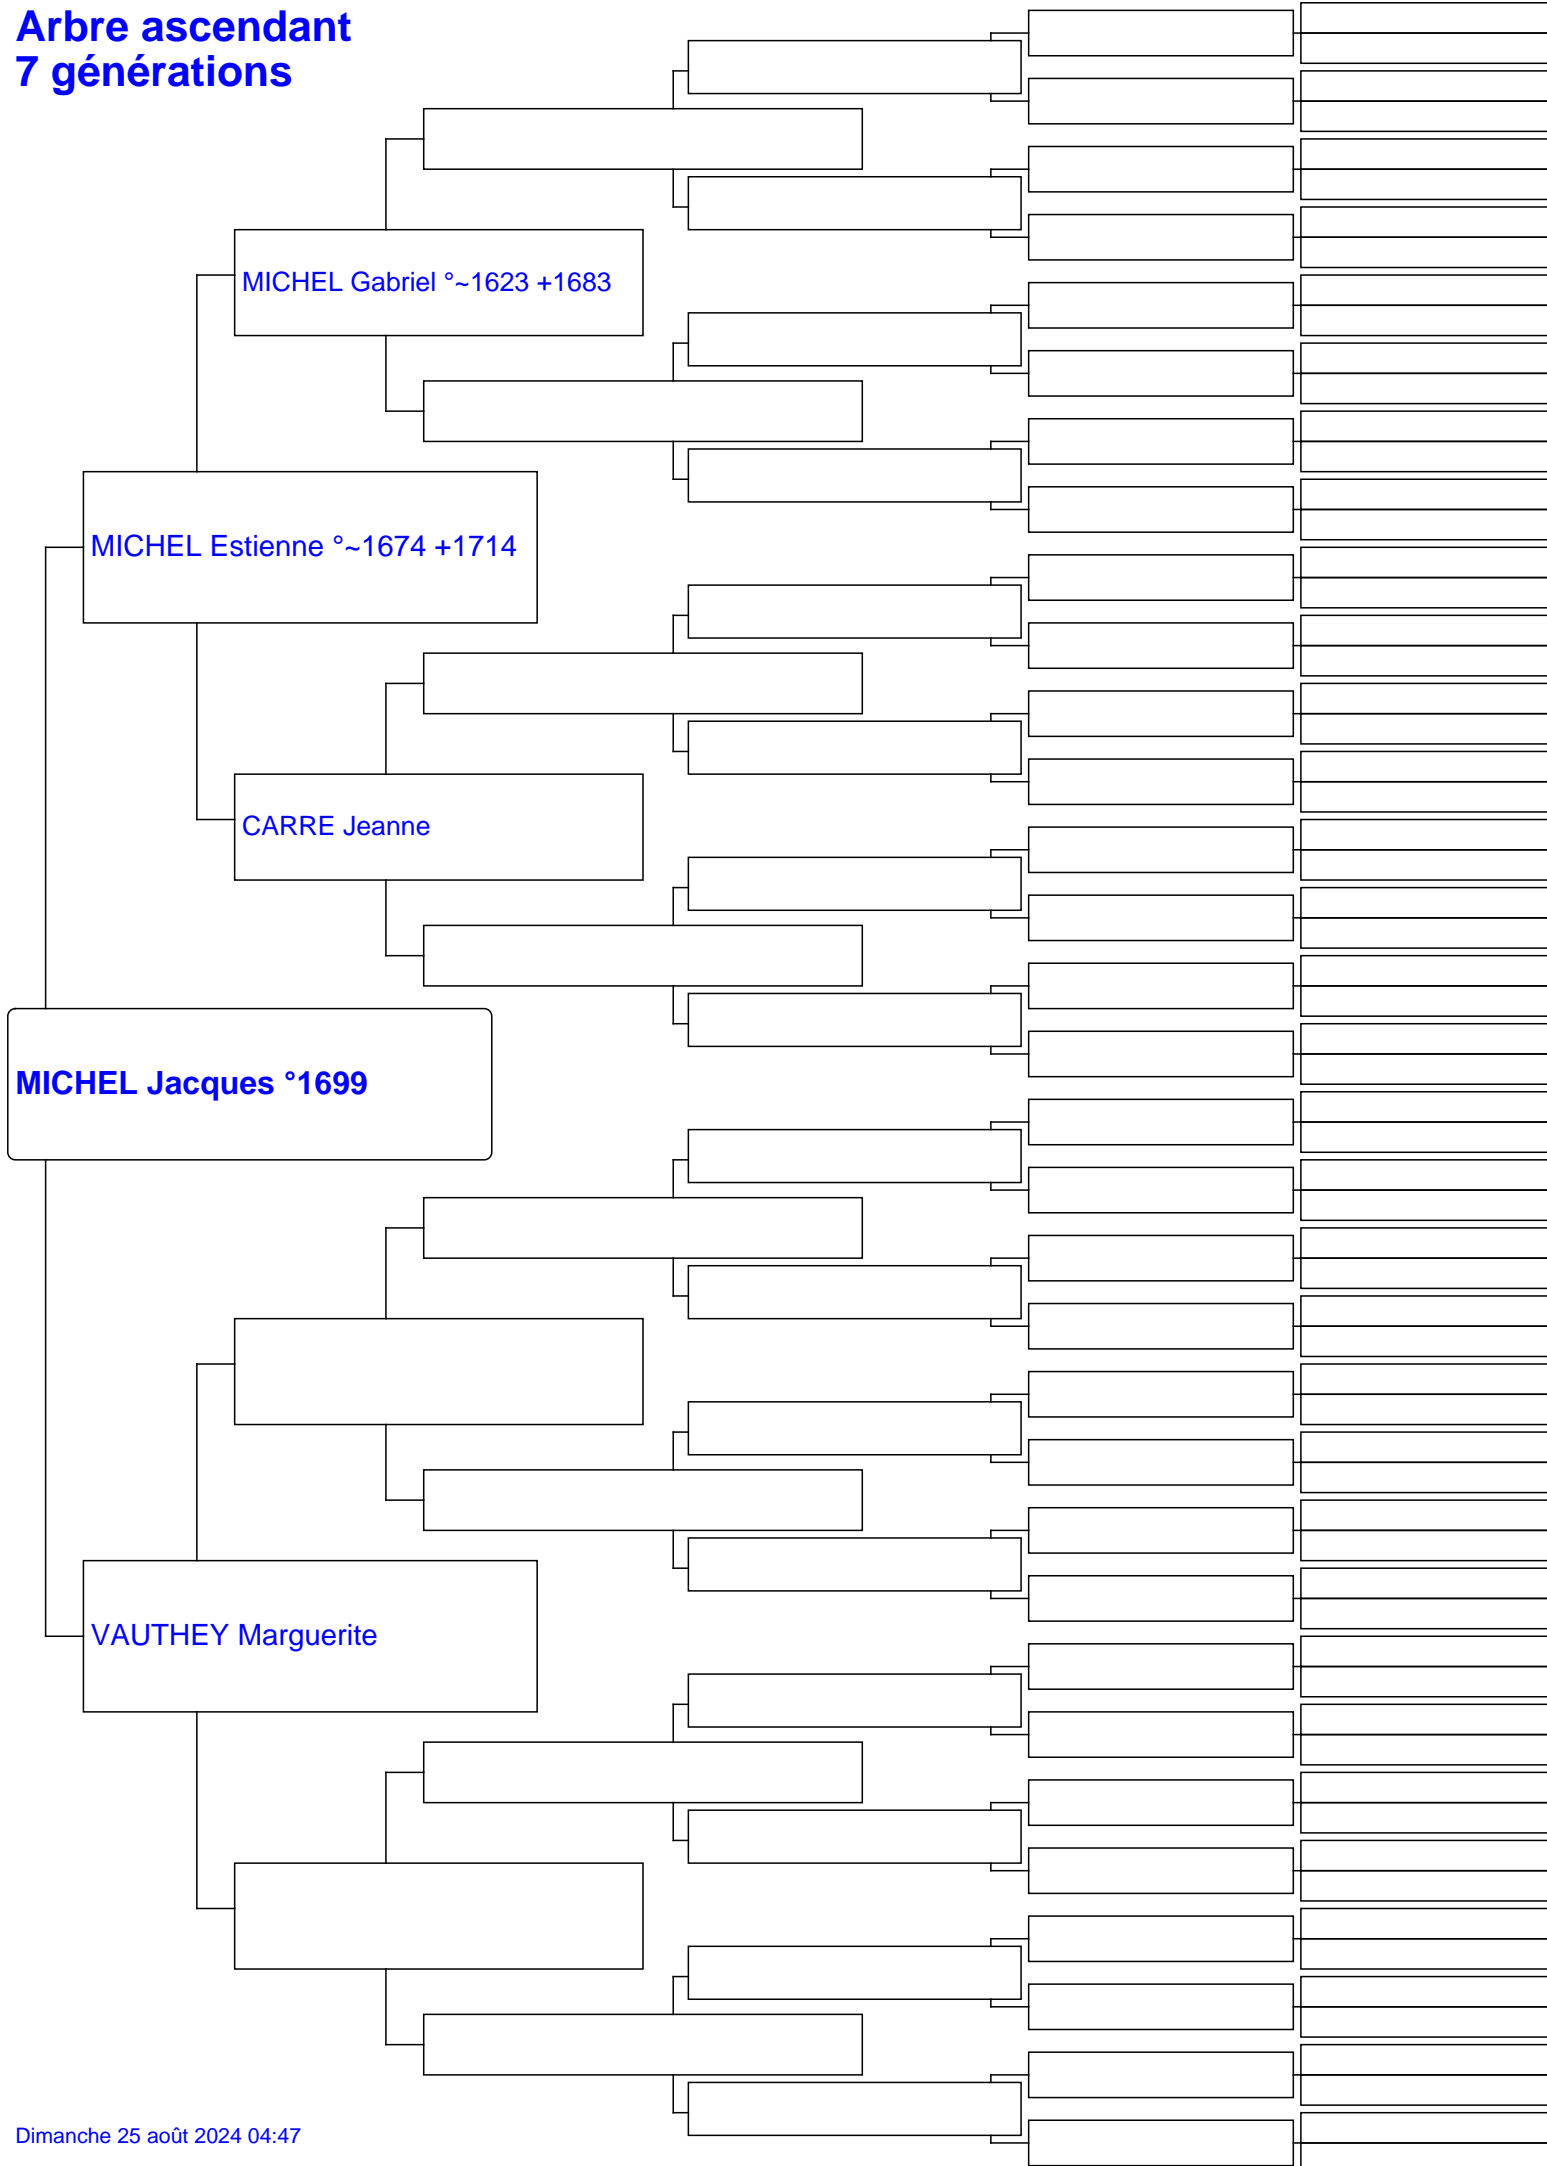 Arbre ascendant
7 générations
MICHEL Gabriel °~1623 +1683
MICHEL Estienne °~1674 +1714
CARRE Jeanne
MICHEL Jacques °1699
VAUTHEY Marguerite
Dimanche 25 août 2024 04:47